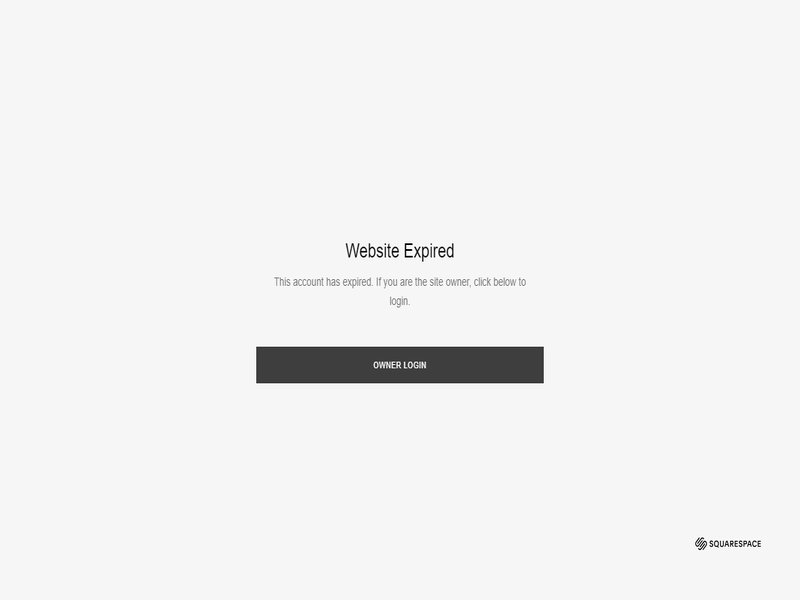 Website Expired
This account has expired. If you are the site owner, click below to
login.
OWNER LOGIN
SQUARESPACE